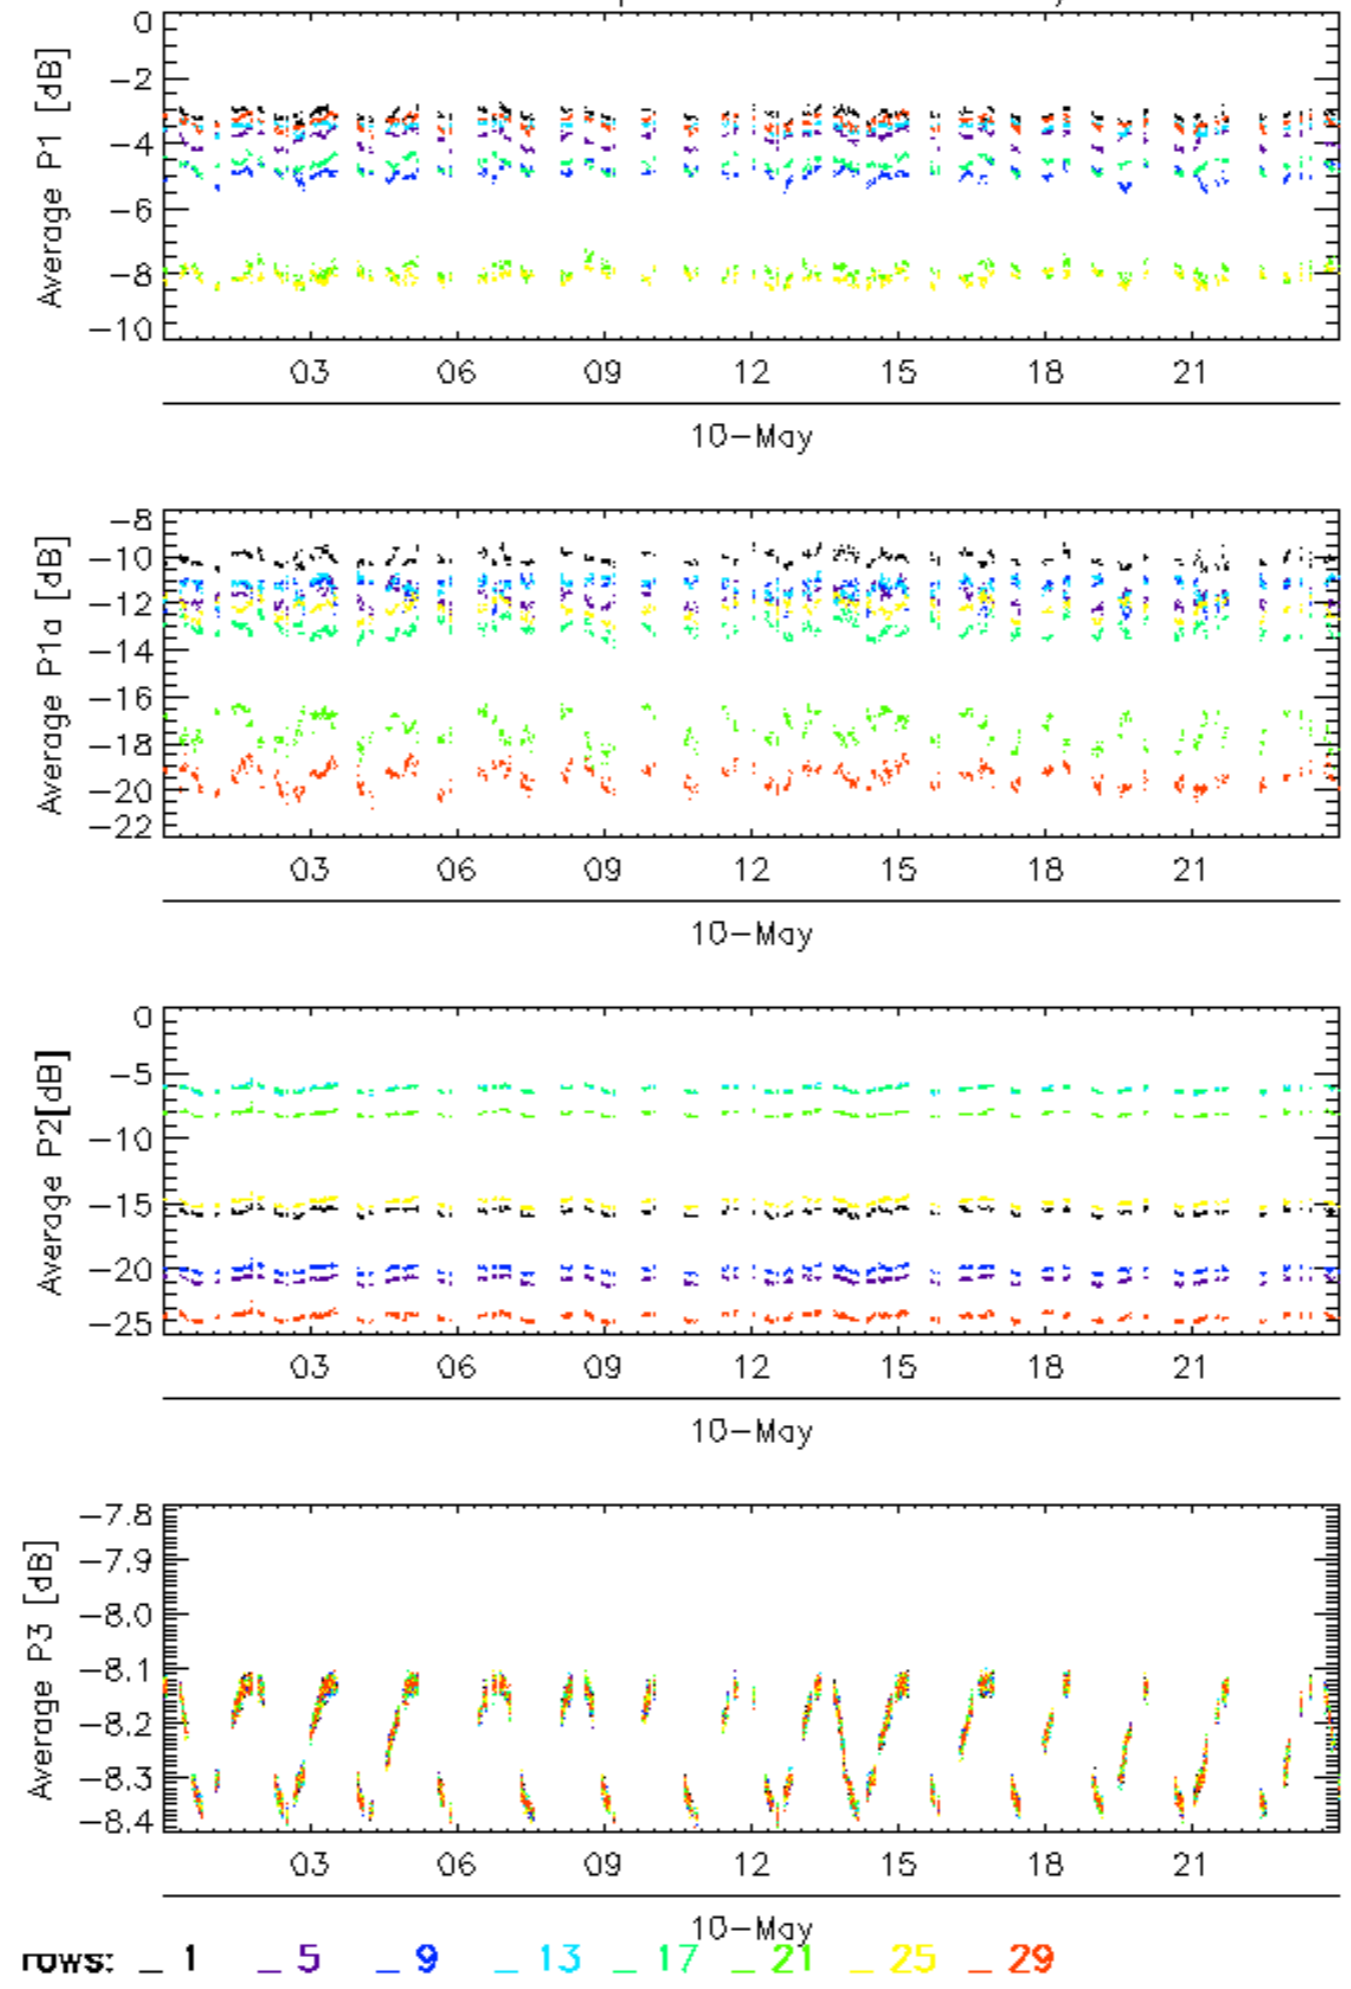 Average P1 [dB]
0
−2
−4
−6
−8
−10
03 06 09 12 15 18 21
10−May
Average P1a [dB]
−8
−10
−12
−14
−16
−18
−20
−22
03 06 09 12 15 18 21
10−May
Average P2[dB]
0
−5
−10
−15
−20
−25
03 06 09 12 15 18 21
10−May
Average P3 [dB]
−7.8
−7.9
−8.0
−8.1
−8.2
−8.3
−8.4
03 06 09 12 15 18 21
10−May
rows: _ 1 _ 5 _ 9 _ 13 _ 17 _ 21 _ 25 _ 29